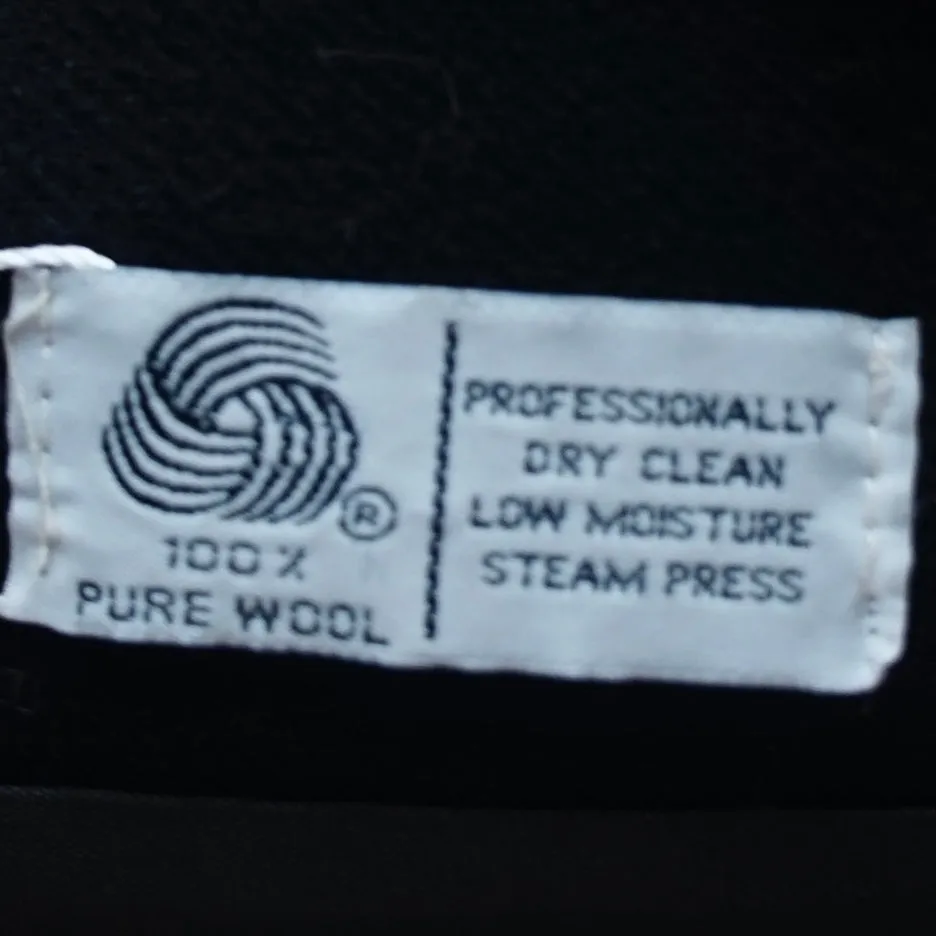 ®
100%
PURE WOOL
PROFESSIONALLY
DRY CLEAN
LOW MOISTURE
STEAM PRESS